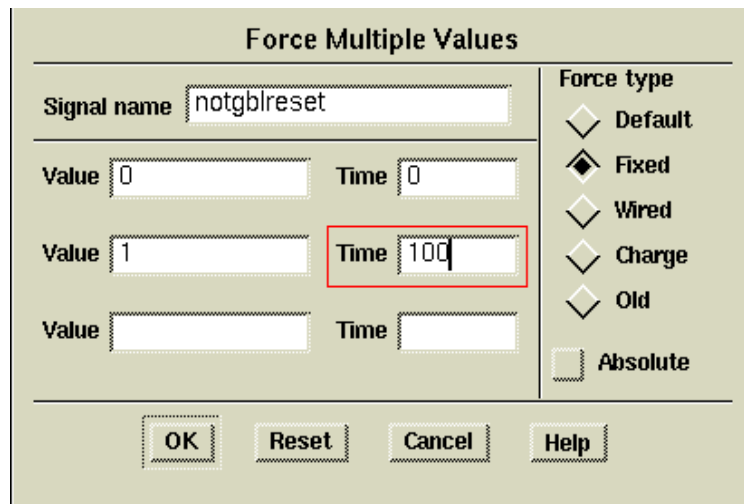 Force Multiple Values
Signal name notgblreset
Value 0 Time 0
Value 1 Time 100
Value Time
Force type
Default
Fixed
Wired
Charge
Old
Absolute
OK Reset Cancel Help